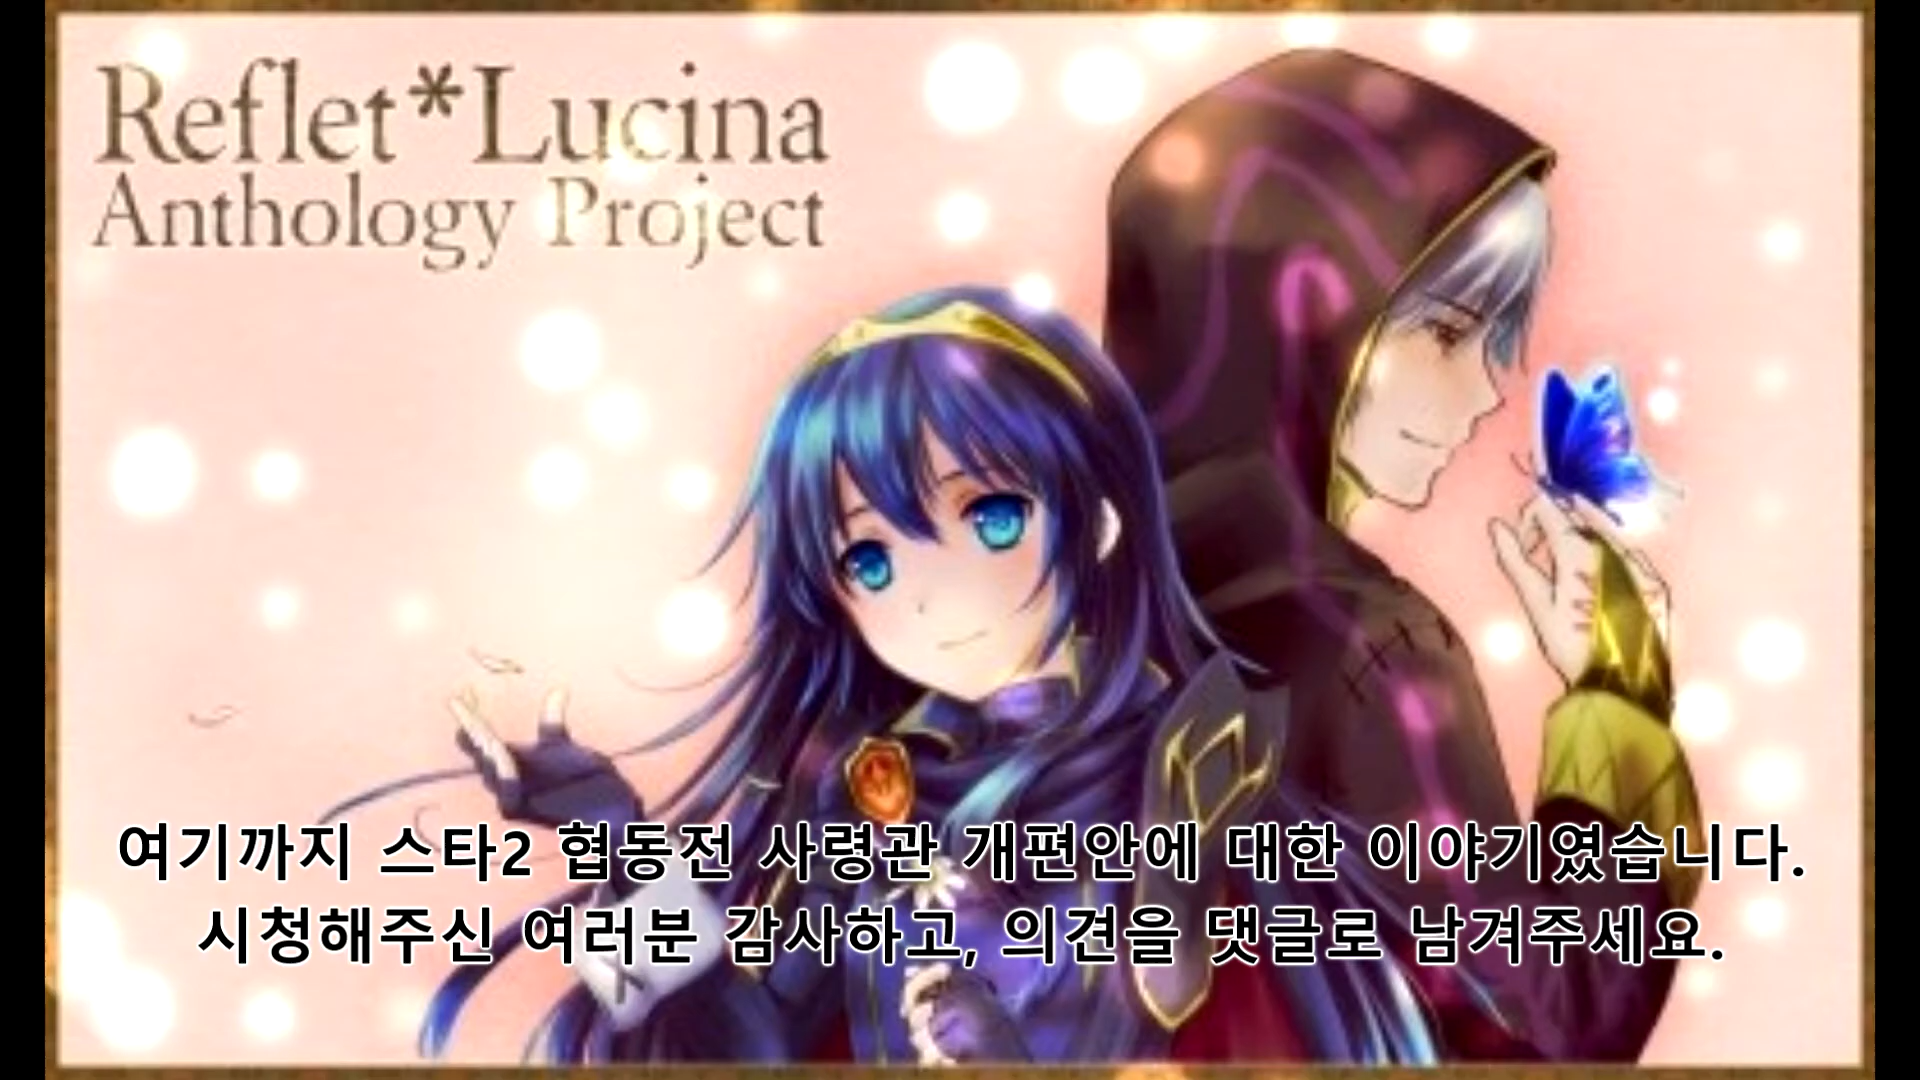 Reflet*Lucina
Anthology Project
여기까지 스타2 협동전 사령관 개편안에 대한 이야기였습니다.
시청해주신 여러분 감사하고, 의견을 댓글로 남겨주세요.